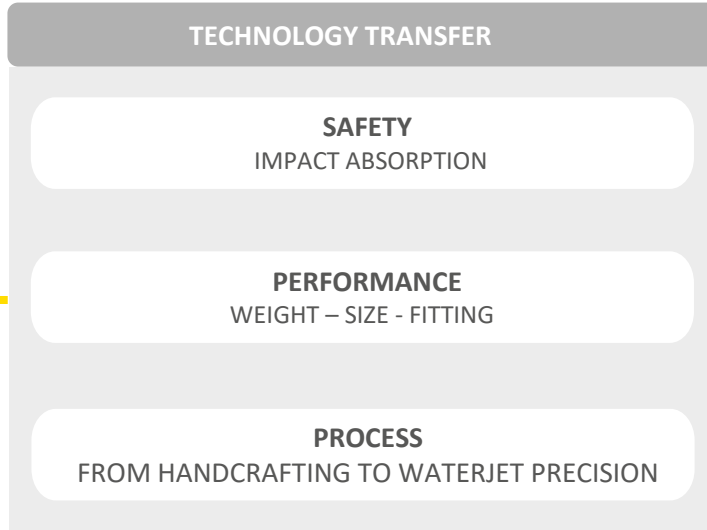 TECHNOLOGY TRANSFER
SAFETY
IMPACT ABSORPTION
PERFORMANCE
WEIGHT – SIZE - FITTING
PROCESS
FROM HANDCRAFTING TO WATERJET PRECISION